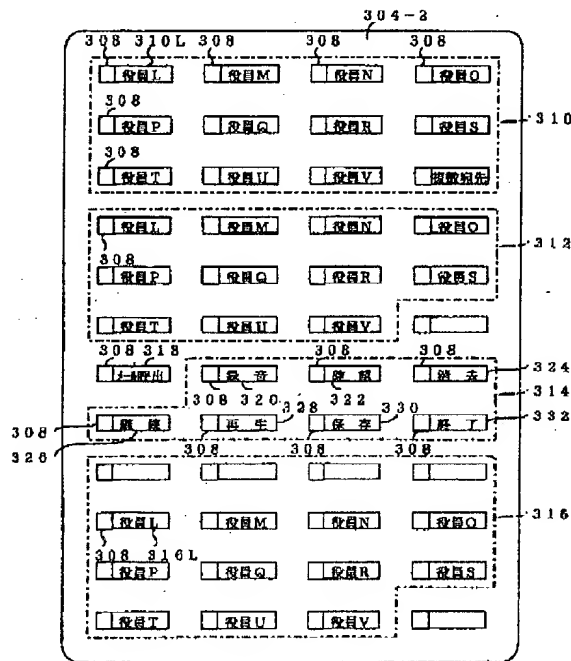 304-2
308 310L 308 308 308
役員L 役員M 役員N 役員O
308
役員P 役員Q 役員R 役員S 310
308
役員T 役員U 役員V 複数宛先
役員L 役員M 役員N 役員O
312
308
役員P 役員Q 役員R 役員S
役員T 役員U 役員V
308 318 308 308
ﾒｰﾙ呼出 録音 確認 消去 324
308 320 322 314
308 離線 再生 328 保存 330 終了 332
326 308 308 308
役員L 役員M 役員N 役員O 316
308 316L
役員P 役員Q 役員R 役員S
役員T 役員U 役員V